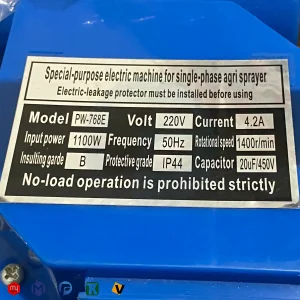 Special-purpose electric machine for single-phase agri sprayer
Electric-leakage protector must be installed before using
Model PW-768E Volt 220V Current 4.2A
Input power 1100W Frequency 50Hz Rotational speed 1400r/min
Insulting garde B Protective grade IP44 Capacitor 20uF/450V
No-load operation is prohibited strictly
my M P K V